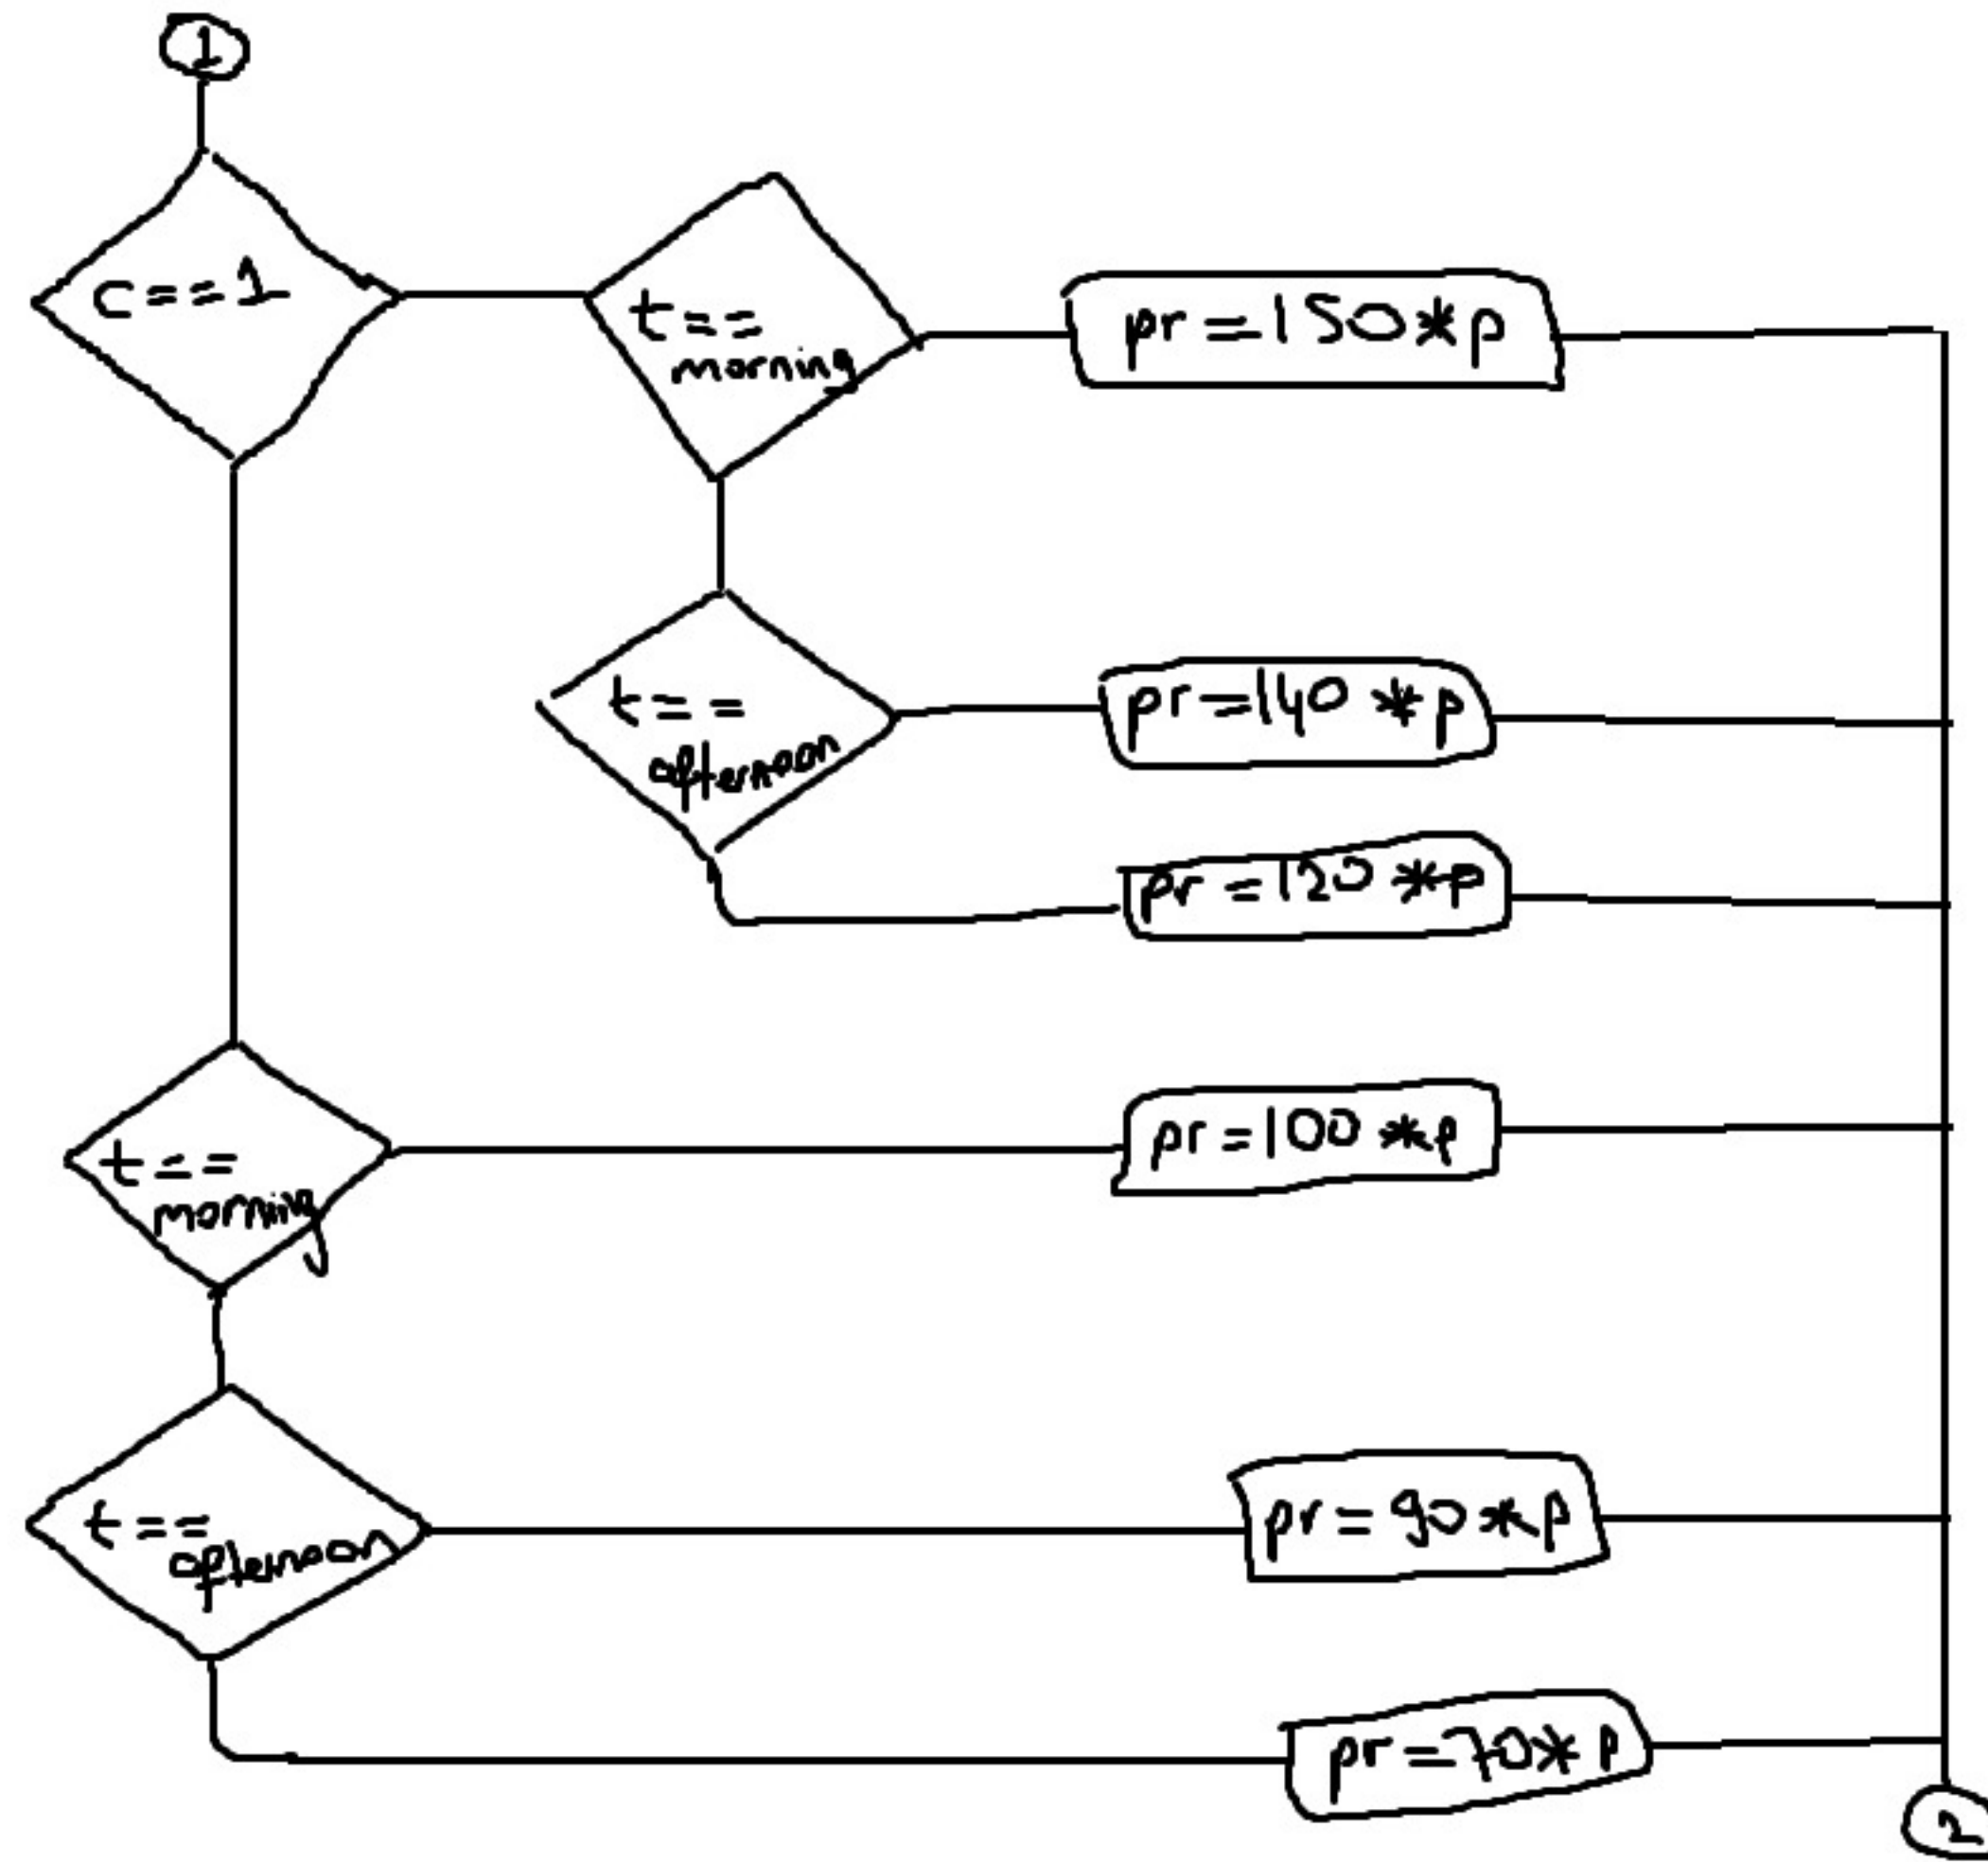 1
c==1
t==
morning
pr=150*p
t==
afternoon
pr=140*p
pr=120*p
t==
morning
pr=100*p
t==
afternoon
pr=90*p
pr=70*p
2